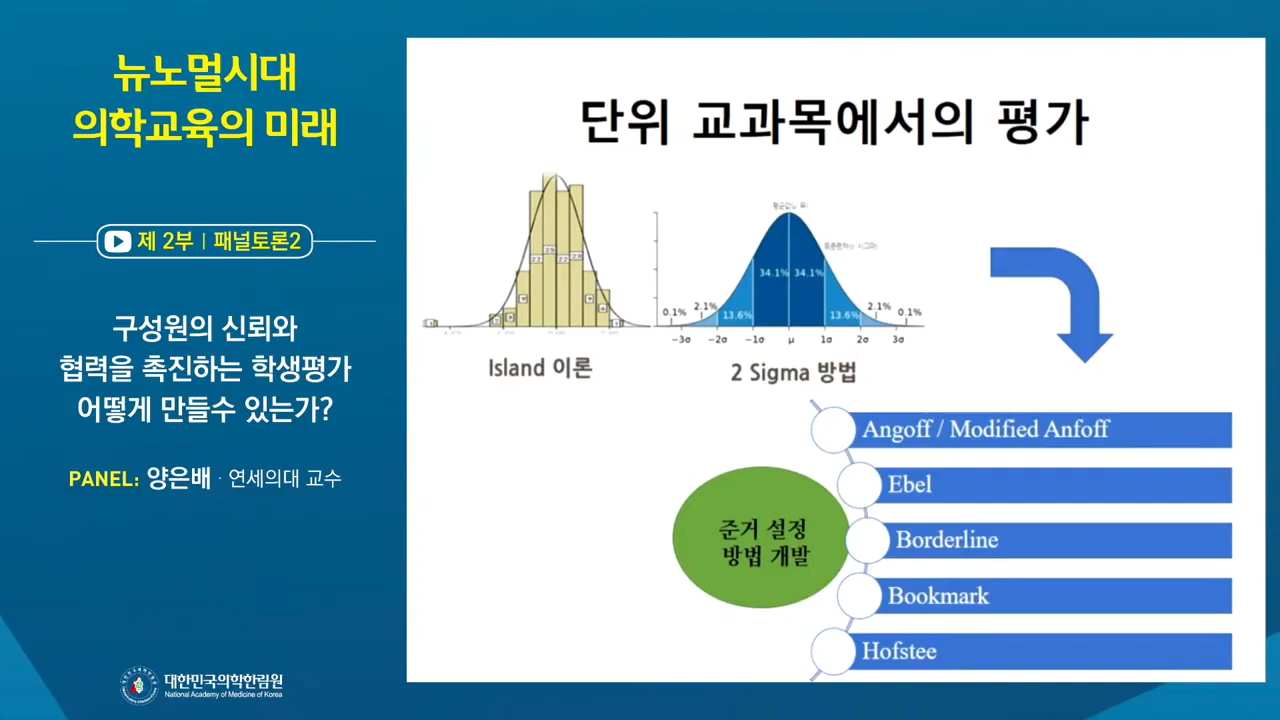 뉴노멀시대
의학교육의 미래
제 2부 | 패널토론2
구성원의 신뢰와
협력을 촉진하는 학생평가
어떻게 만들수 있는가?
PANEL: 양은배 · 연세의대 교수
대한민국의학한림원
National Academy of Medicine of Korea
단위 교과목에서의 평가
22 29 22 23
Island 이론
34.1% 34.1%
0.1% 2.1% 13.6% 13.6% 2.1% 0.1%
−3σ −2σ −1σ μ 1σ 2σ 3σ
2 Sigma 방법
준거 설정
방법 개발
Angoff / Modified Anfoff
Ebel
Borderline
Bookmark
Hofstee